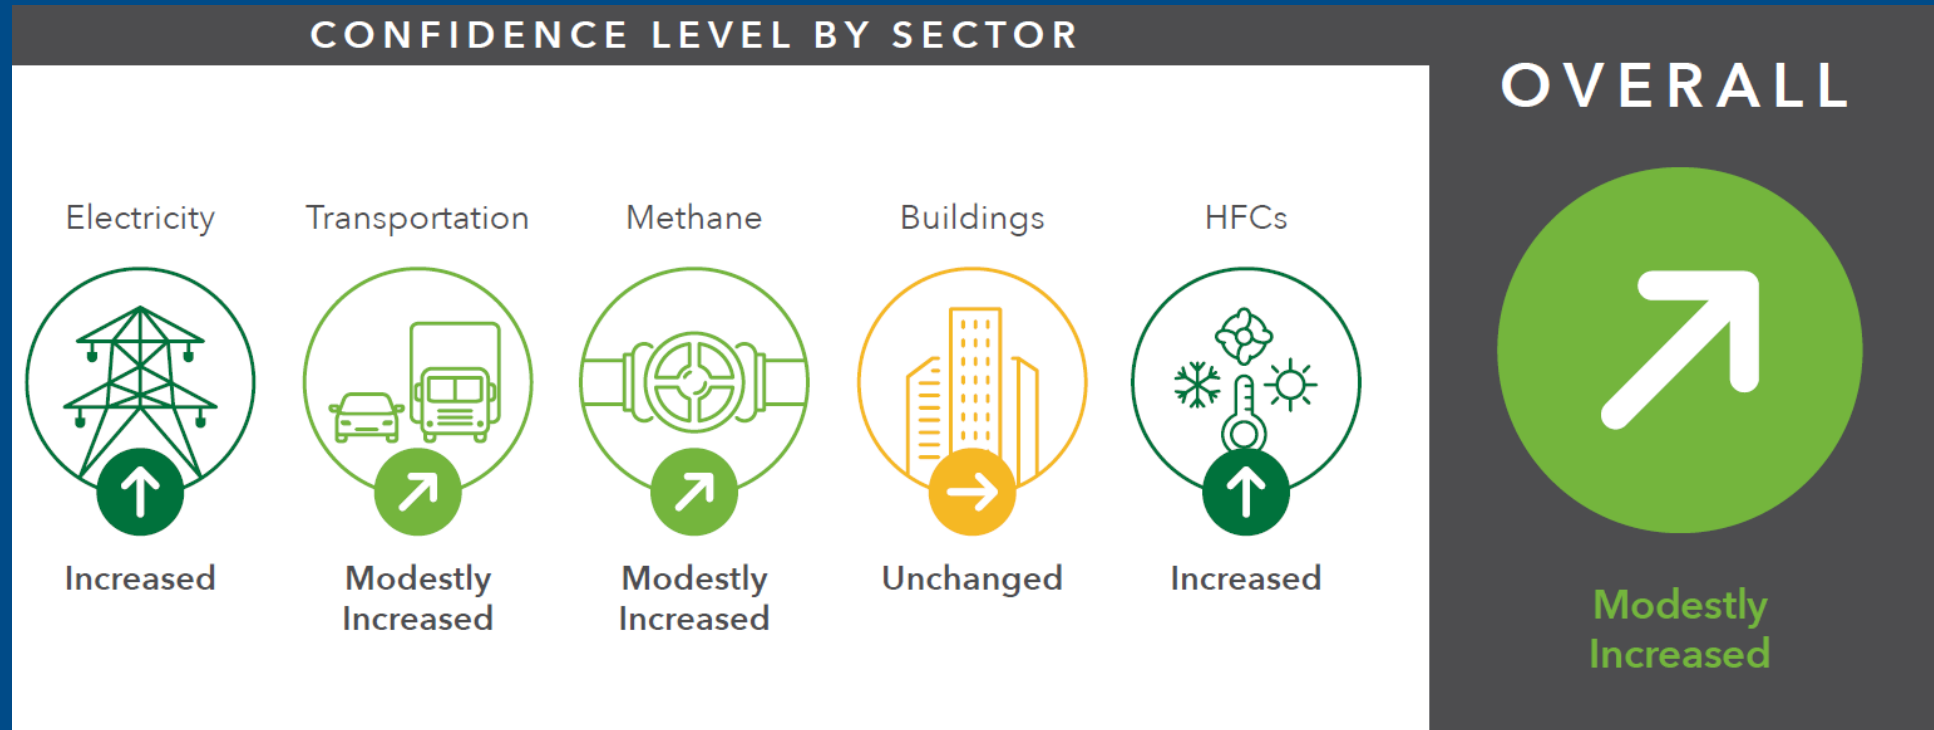 CONFIDENCE LEVEL BY SECTOR
OVERALL
Electricity
Increased
Transportation
Modestly
Increased
Methane
Modestly
Increased
Buildings
Unchanged
HFCs
Increased
Modestly
Increased